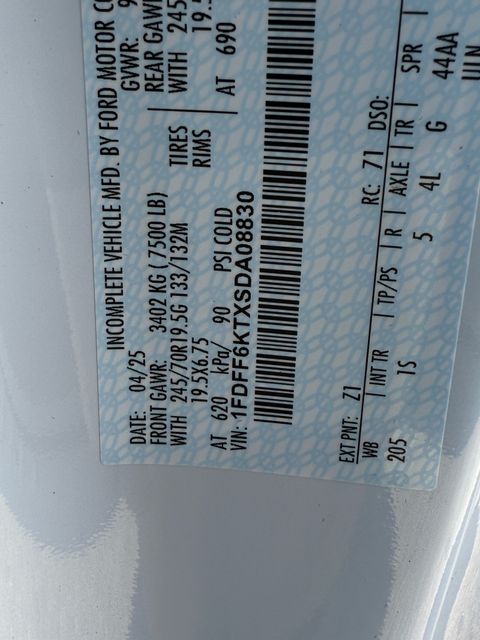 INCOMPLETE VEHICLE MFD. BY FORD MOTOR
DATE: 04/25 GVWR:
FRONT GAWR: 3402 KG ( 7500 LB) REAR
WITH 245/70R19.5G 133/132M TIRES WITH
19.5X6.75 RIMS
AT 620 kPa/ 90 PSI COLD AT 690
VIN: 1FDFF6KTXSDA08830
EXT PNT: Z1 RC: 71 DSO:
WB INT TR TP/PS R AXLE TR SPR
205 1S 5 4L G 44AA